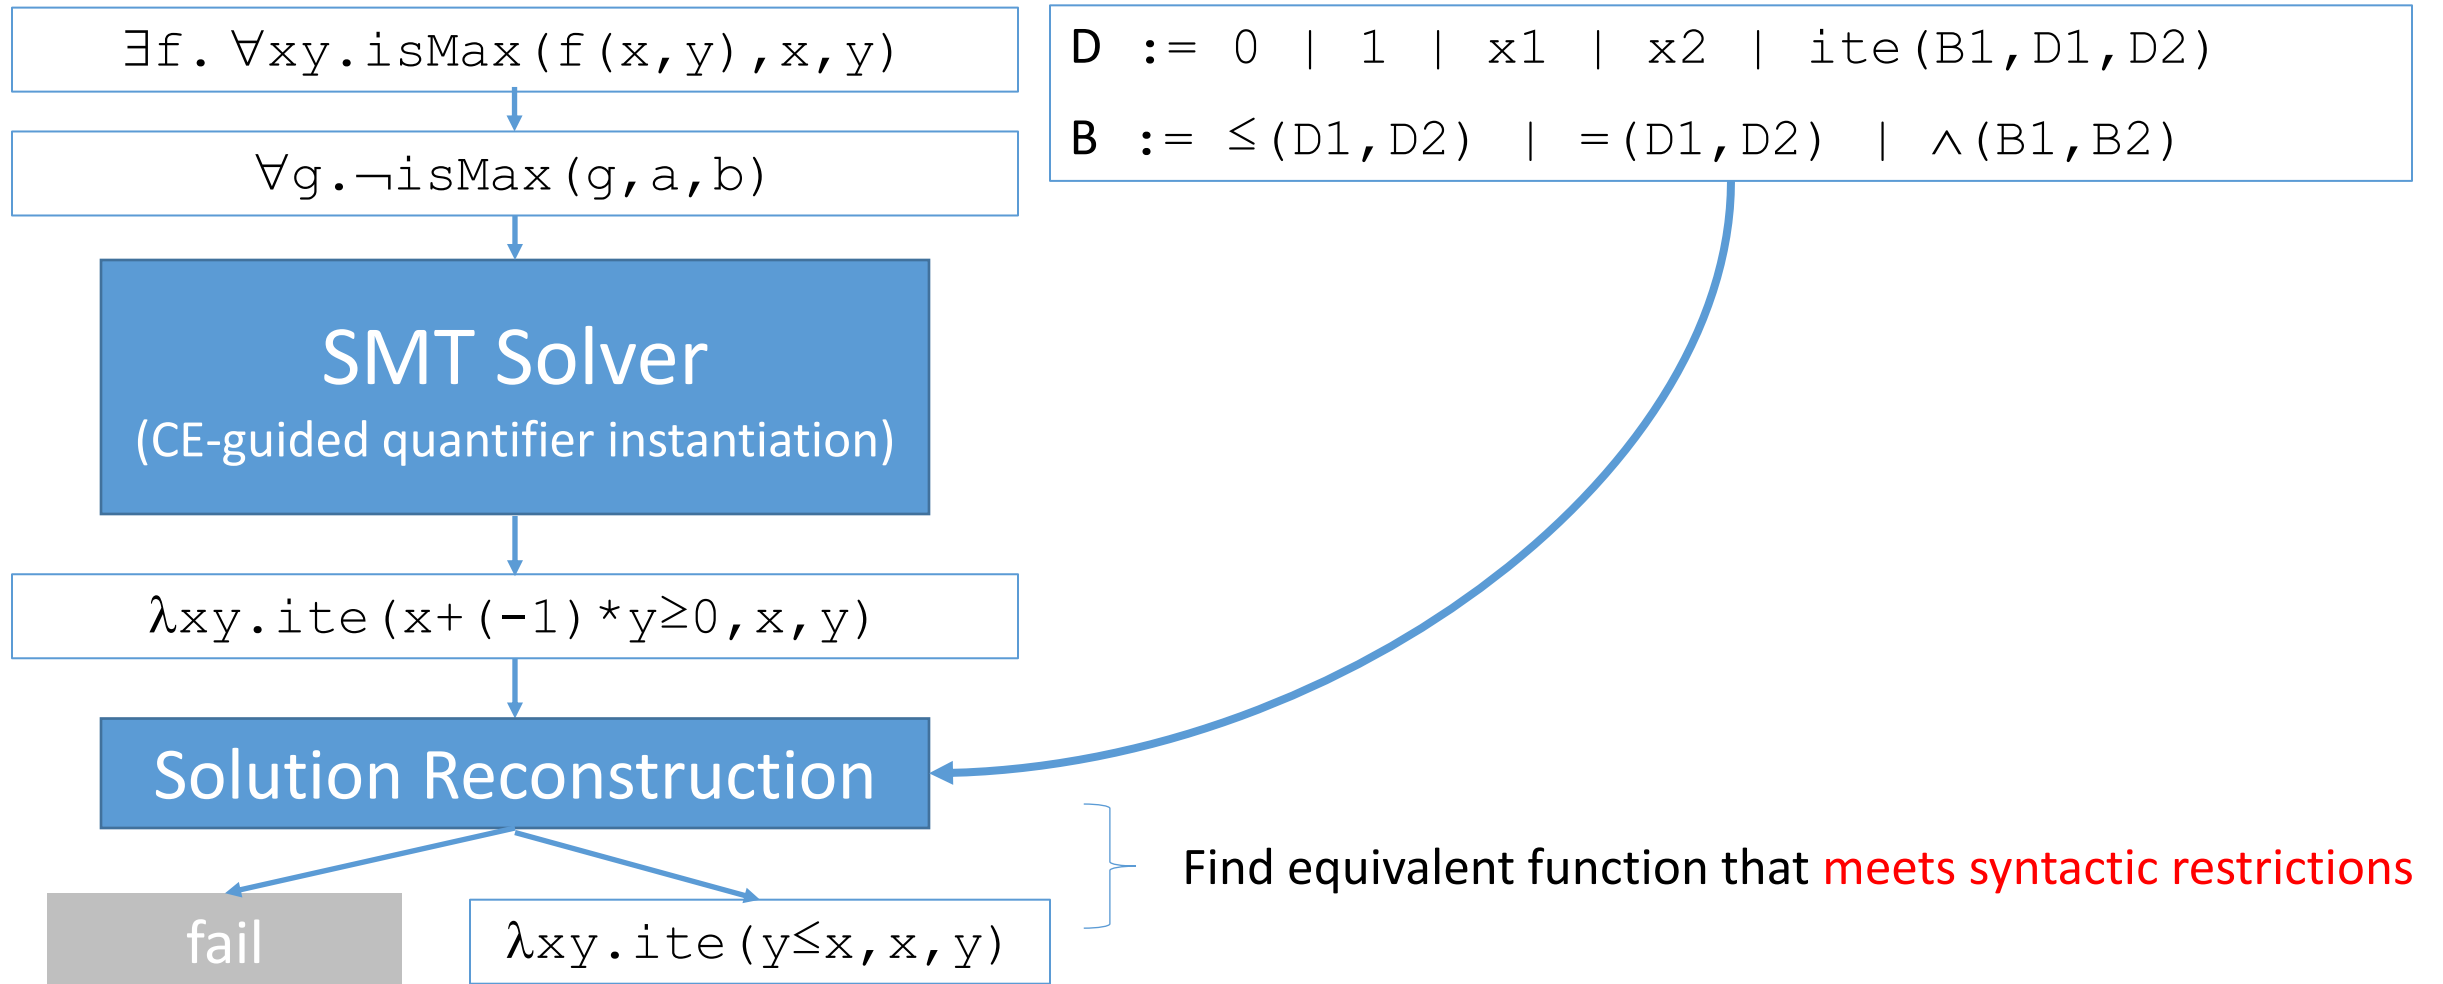 ∃f.∀xy.isMax(f(x,y),x,y)
∀g.¬isMax(g,a,b)
D := 0 | 1 | x1 | x2 | ite(B1,D1,D2)
B := ≤(D1,D2) | =(D1,D2) | ∧(B1,B2)
SMT Solver
(CE-guided quantifier instantiation)
λxy.ite(x+(-1)*y≥0,x,y)
Solution Reconstruction
Find equivalent function that meets syntactic restrictions
fail
λxy.ite(y≤x,x,y)